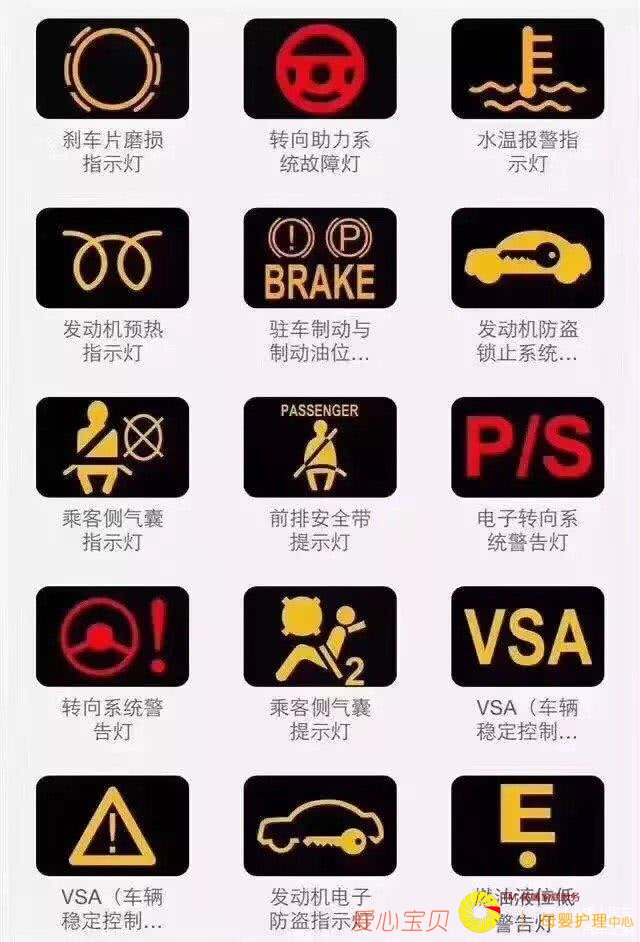 刹车片磨损
指示灯
转向助力系
统故障灯
水温报警指
示灯
发动机预热
指示灯
P
BRAKE
驻车制动与
制动油位...
发动机防盗
锁止系统...
乘客侧气囊
指示灯
PASSENGER
前排安全带
提示灯
P/S
电子转向系
统警告灯
转向系统警
告灯
2
乘客侧气囊
提示灯
VSA
VSA（车辆
稳定控制...
VSA（车辆
稳定控制...
发动机电子
防盗指示灯
E
燃油液位低
警告灯
爱心宝贝
母婴护理中心